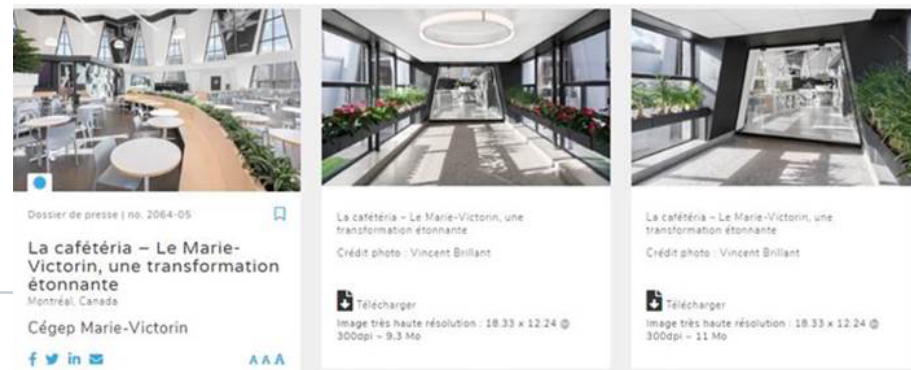 Dossier de presse | no. 2064-05
La cafétéria – Le Marie-
Victorin, une transformation
étonnante
Montréal, Canada
Cégep Marie-Victorin
A A A
La cafétéria – Le Marie-Victorin, une
transformation étonnante
Crédit photo : Vincent Brillant
Télécharger
Image très haute résolution : 18.33 x 12.24 @
300dpi ~ 9.3 Mo
La cafétéria – Le Marie-Victorin, une
transformation étonnante
Crédit photo : Vincent Brillant
Télécharger
Image très haute résolution : 18.33 x 12.24 @
300dpi ~ 11 Mo